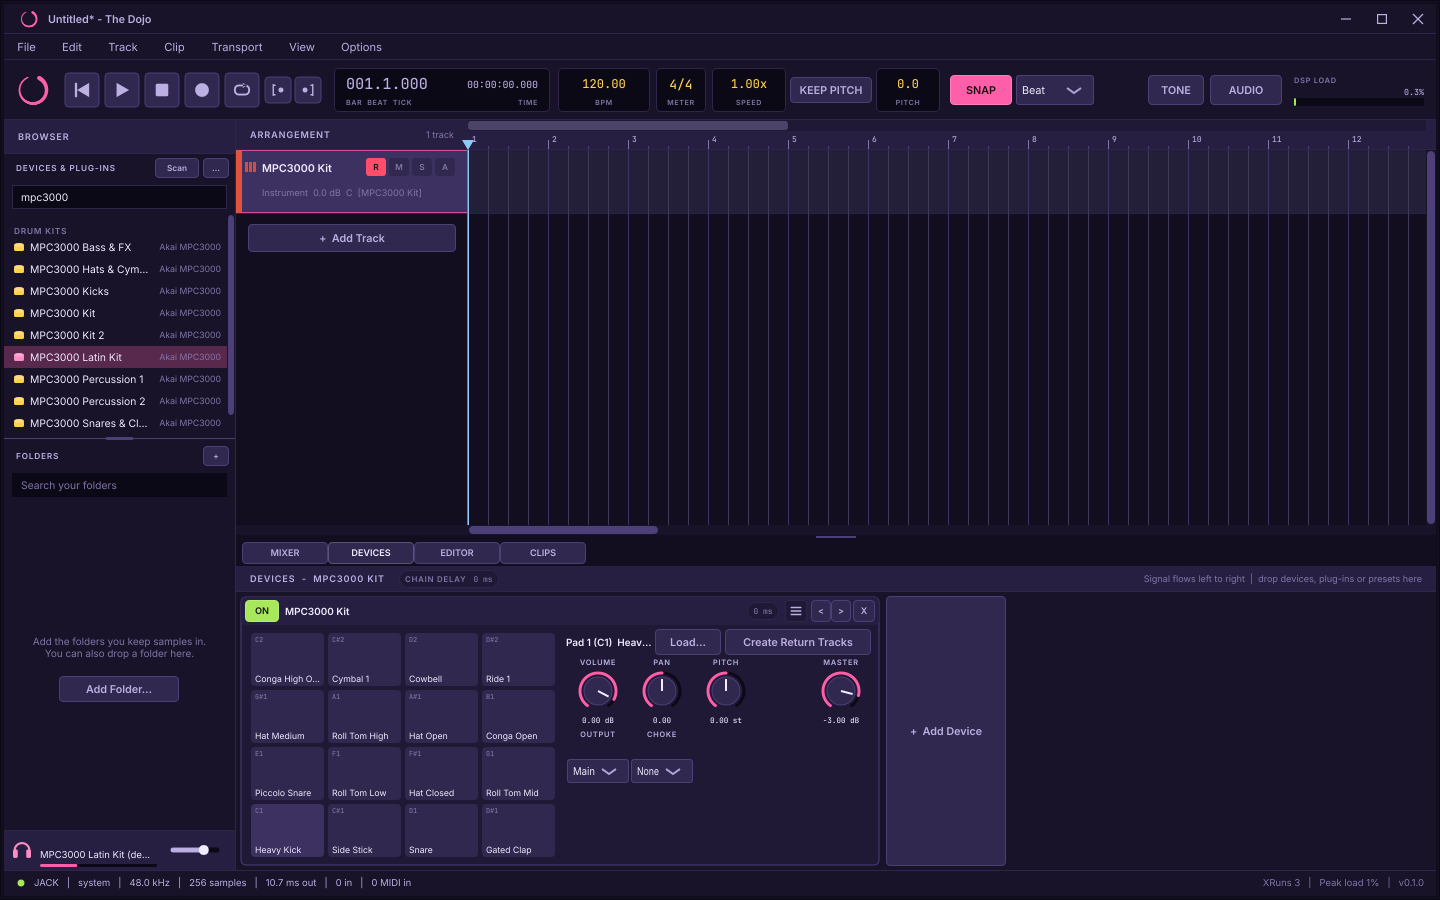 Untitled* - The Dojo
File Edit Track Clip Transport View Options
001.1.000 00:00:00.000
BAR BEAT TICK TIME
120.00
BPM
4/4
METER
1.00x
SPEED
KEEP PITCH
0.0
PITCH
SNAP
Beat
TONE
AUDIO
DSP LOAD
0.3%
BROWSER
DEVICES & PLUG-INS Scan ...
mpc3000
DRUM KITS
MPC3000 Bass & FX Akai MPC3000
MPC3000 Hats & Cym... Akai MPC3000
MPC3000 Kicks Akai MPC3000
MPC3000 Kit Akai MPC3000
MPC3000 Kit 2 Akai MPC3000
MPC3000 Latin Kit Akai MPC3000
MPC3000 Percussion 1 Akai MPC3000
MPC3000 Percussion 2 Akai MPC3000
MPC3000 Snares & Cl... Akai MPC3000
FOLDERS +
Search your folders
Add the folders you keep samples in.
You can also drop a folder here.
Add Folder...
MPC3000 Latin Kit (de...
ARRANGEMENT 1 track
1 2 3 4 5 6 7 8 9 10 11 12
MPC3000 Kit R M S A
Instrument 0.0 dB C [MPC3000 Kit]
+ Add Track
MIXER DEVICES EDITOR CLIPS
DEVICES - MPC3000 KIT CHAIN DELAY 0 ms
Signal flows left to right | drop devices, plug-ins or presets here
ON MPC3000 Kit 0 ms < > X
C2 C#2 D2 D#2
Conga High O... Cymbal 1 Cowbell Ride 1
G#1 A1 A#1 B1
Hat Medium Roll Tom High Hat Open Conga Open
E1 F1 F#1 G1
Piccolo Snare Roll Tom Low Hat Closed Roll Tom Mid
C1 C#1 D1 D#1
Heavy Kick Side Stick Snare Gated Clap
Pad 1 (C1) Heav... Load... Create Return Tracks
VOLUME PAN PITCH MASTER
0.00 dB 0.00 0.00 st -3.00 dB
OUTPUT CHOKE
Main None
+ Add Device
JACK | system | 48.0 kHz | 256 samples | 10.7 ms out | 0 in | 0 MIDI in
XRuns 3 | Peak load 1% | v0.1.0